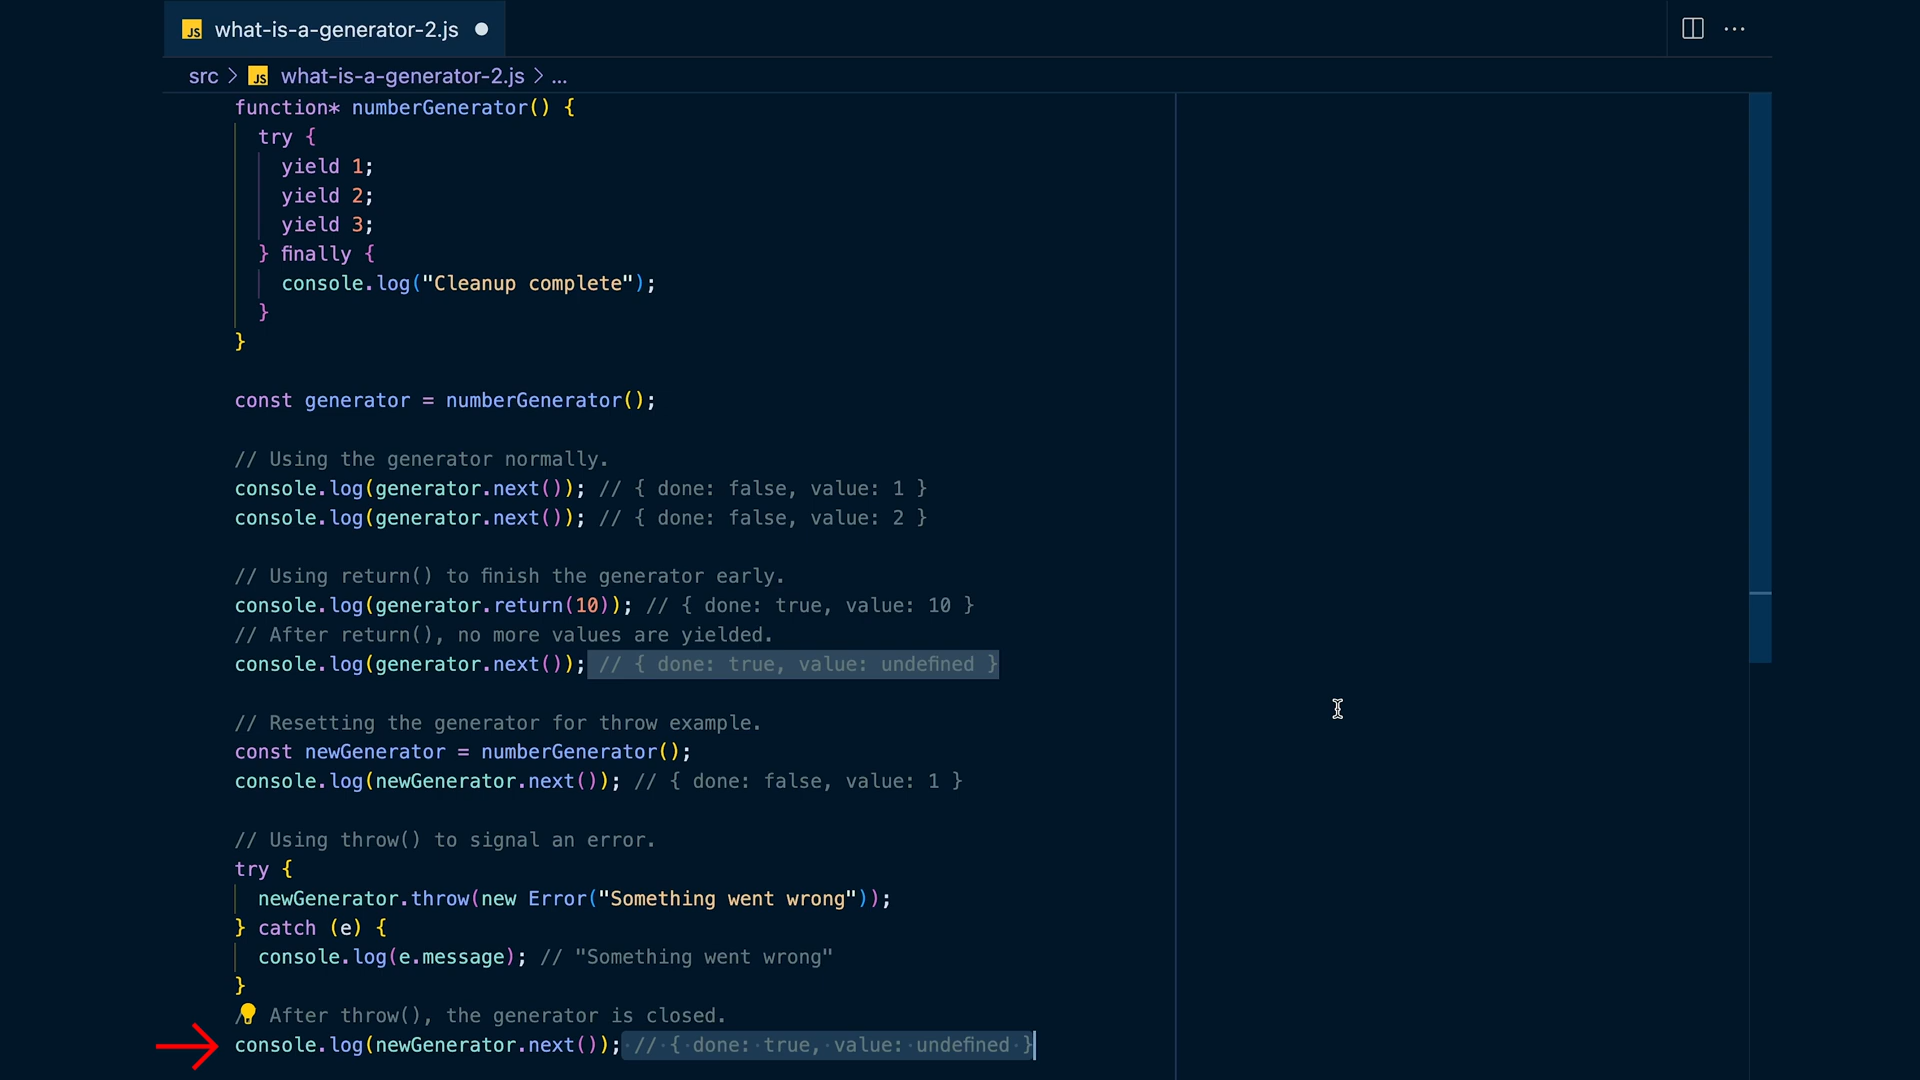 JS what-is-a-generator-2.js
src > JS what-is-a-generator-2.js > ...
function* numberGenerator() {
  try {
    yield 1;
    yield 2;
    yield 3;
  } finally {
    console.log("Cleanup complete");
  }
}
const generator = numberGenerator();
// Using the generator normally.
console.log(generator.next()); // { done: false, value: 1 }
console.log(generator.next()); // { done: false, value: 2 }
// Using return() to finish the generator early.
console.log(generator.return(10)); // { done: true, value: 10 }
// After return(), no more values are yielded.
console.log(generator.next()); // { done: true, value: undefined }
// Resetting the generator for throw example.
const newGenerator = numberGenerator();
console.log(newGenerator.next()); // { done: false, value: 1 }
// Using throw() to signal an error.
try {
  newGenerator.throw(new Error("Something went wrong"));
} catch (e) {
  console.log(e.message); // "Something went wrong"
}
// After throw(), the generator is closed.
console.log(newGenerator.next()); // { done: true, value: undefined }